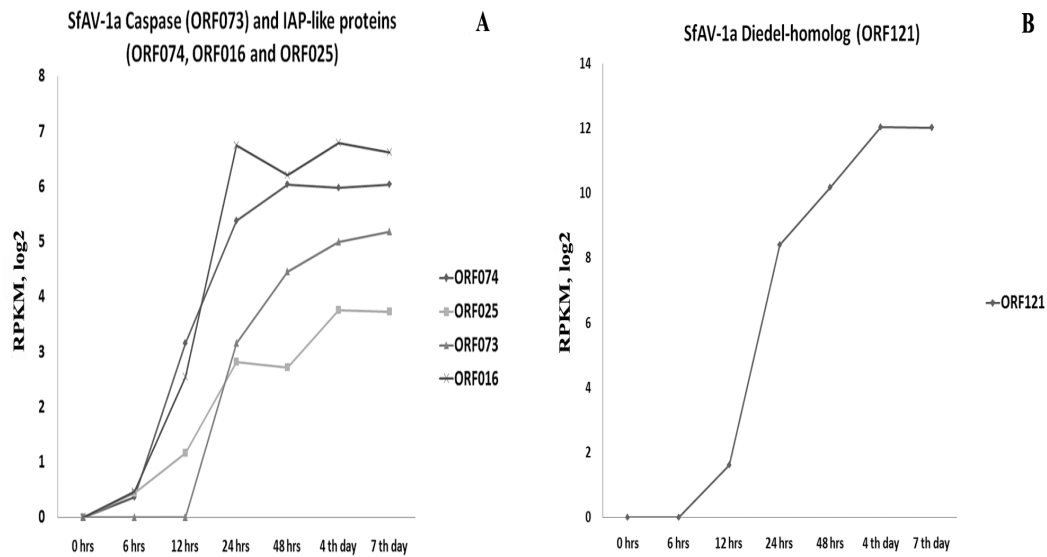 SfAV-1a Caspase (ORF073) and IAP-like proteins
(ORF074, ORF016 and ORF025)
A
8
7
6
5
4
3
2
1
0
RPKM, log2
0 hrs
6 hrs
12 hrs
24 hrs
48 hrs
4 th day
7 th day
ORF074
ORF025
ORF073
ORF016
SfAV-1a Diedel-homolog (ORF121)
B
14
12
10
8
6
4
2
0
RPKM, log2
0 hrs
6 hrs
12 hrs
24 hrs
48 hrs
4 th day
7 th day
ORF121